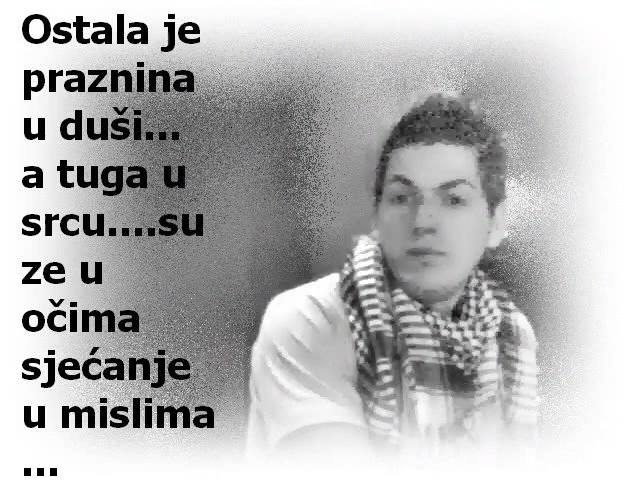 Ostala je
praznina
u duši...
a tuga u
srcu....su
ze u
očima
sjećanje
u mislima
...